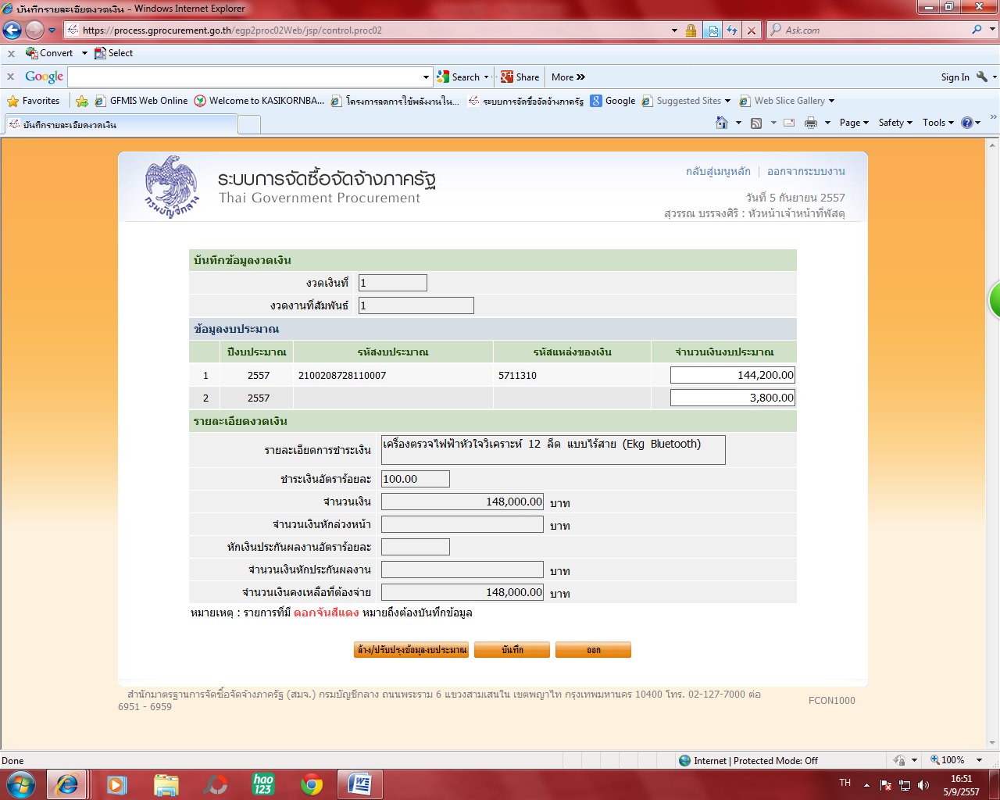 บันทึกรายละเอียดงวดเงิน - Windows Internet Explorer
https://process.gprocurement.go.th/egp2proc02Web/jsp/control.proc02
Ask.com
x Convert Select
x Google Search Share More »
Sign In
Favorites GFMIS Web Online Welcome to KASIKORNBA... โครงการลดการใช้พลังงานใน... ระบบการจัดซื้อจัดจ้างภาครัฐ Google Suggested Sites Web Slice Gallery
บันทึกรายละเอียดงวดเงิน
Page Safety Tools
กรมบัญชีกลาง
ระบบการจัดซื้อจัดจ้างภาครัฐ
Thai Government Procurement
กลับสู่เมนูหลัก | ออกจากระบบงาน
วันที่ 5 กันยายน 2557
สุวรรณ บรรจงศิริ : หัวหน้าเจ้าหน้าที่พัสดุ
บันทึกข้อมูลงวดเงิน
งวดเงินที่ 1
งวดงานที่สัมพันธ์ 1
ข้อมูลงบประมาณ
ปีงบประมาณ รหัสงบประมาณ รหัสแหล่งของเงิน จำนวนเงินงบประมาณ
1 2557 2100208728110007 5711310 144,200.00
2 2557 3,800.00
รายละเอียดงวดเงิน
รายละเอียดการชำระเงิน เครื่องตรวจไฟฟ้าหัวใจวิเคราะห์ 12 ลีด แบบไร้สาย (Ekg Bluetooth)
ชำระเงินอัตราร้อยละ 100.00
จำนวนเงิน 148,000.00 บาท
จำนวนเงินหักล่วงหน้า บาท
หักเงินประกันผลงานอัตราร้อยละ
จำนวนเงินหักประกันผลงาน บาท
จำนวนเงินคงเหลือที่ต้องจ่าย 148,000.00 บาท
หมายเหตุ : รายการที่มี ดอกจันสีแดง หมายถึงต้องบันทึกข้อมูล
ล้าง/ปรับปรุงข้อมูลงบประมาณ บันทึก ออก
สำนักมาตรฐานการจัดซื้อจัดจ้างภาครัฐ (สมจ.) กรมบัญชีกลาง ถนนพระราม 6 แขวงสามเสนใน เขตพญาไท กรุงเทพมหานคร 10400 โทร. 02-127-7000 ต่อ
6951 - 6959
FCON1000
Done
Internet | Protected Mode: Off
100%
hao
123
TH
16:51
5/9/2557